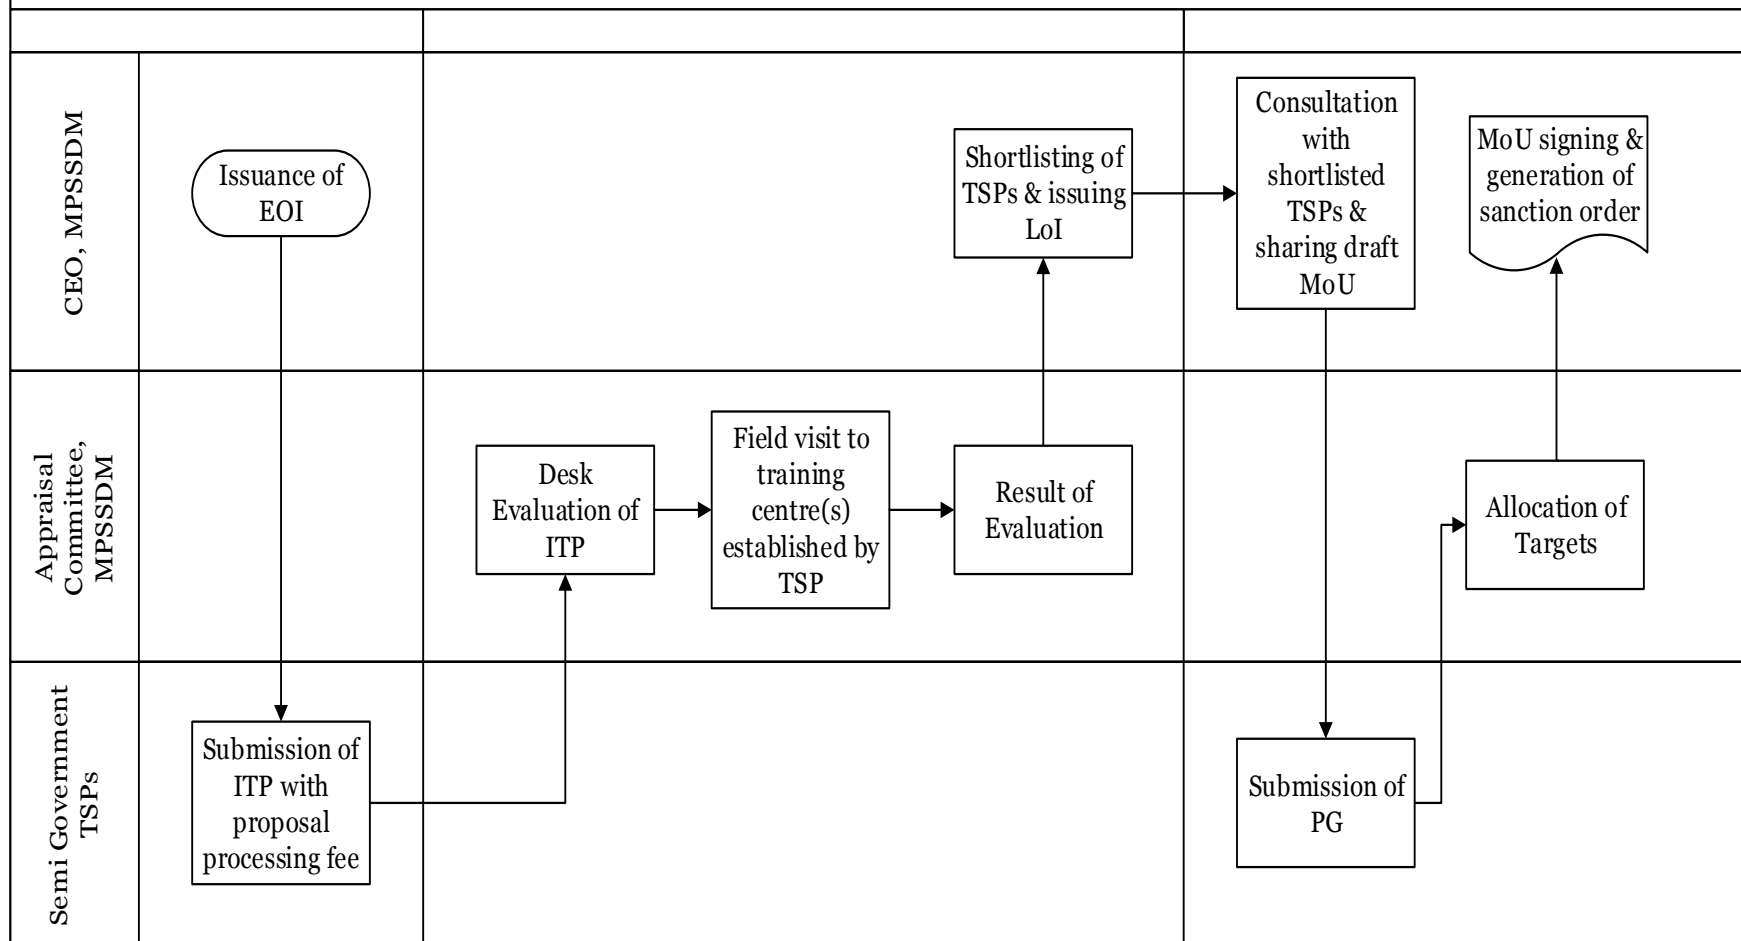 CEO, MPSSDM
Issuance of
EOI
Shortlisting of
TSPs & issuing
LoI
Consultation
with
shortlisted
TSPs &
sharing draft
MoU
MoU signing &
generation of
sanction order
Appraisal
Committee,
MPSSDM
Desk
Evaluation of
ITP
Field visit to
training
centre(s)
established by
TSP
Result of
Evaluation
Allocation of
Targets
Semi Government
TSPs
Submission of
ITP with
proposal
processing fee
Submission of
PG